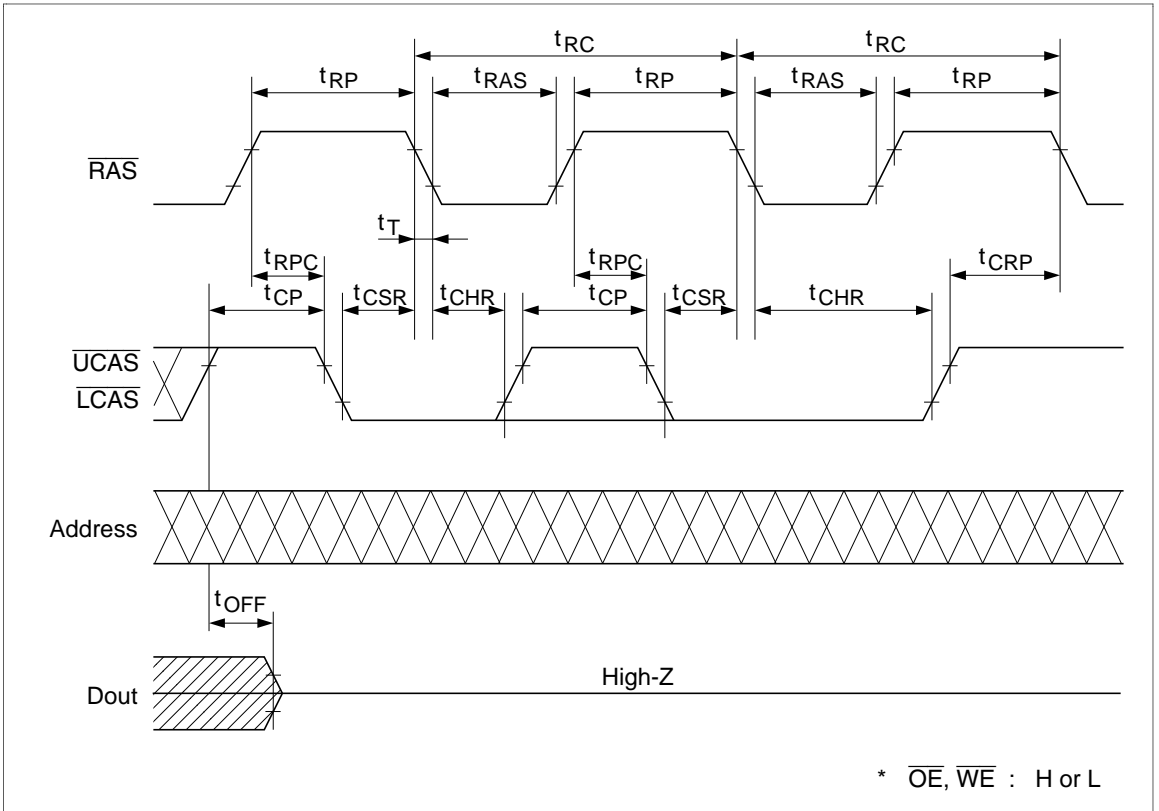 tRC tRC
tRP tRAS tRP tRAS tRP
RAS
tT
tRPC tRPC tCRP
tCP tCSR tCHR tCP tCSR tCHR
UCAS
LCAS
Address
tOFF
High-Z
Dout
* OE, WE : H or L